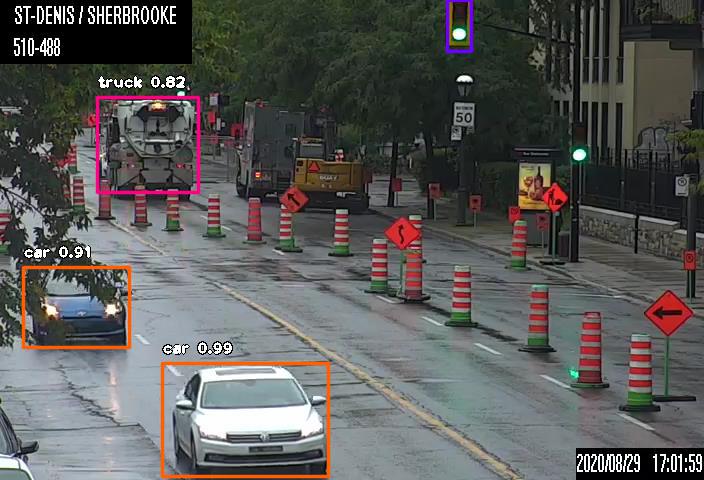 ST-DENIS / SHERBROOKE
510-488
truck 0.82
MAXIMUM
50
car 0.91
car 0.99
2020/08/29 17:01:59